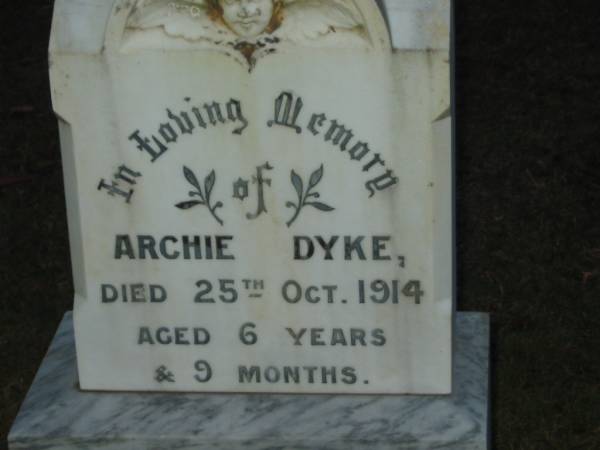 In Loving Memory
of
ARCHIE DYKE,
DIED 25TH OCT. 1914
AGED 6 YEARS
& 9 MONTHS.